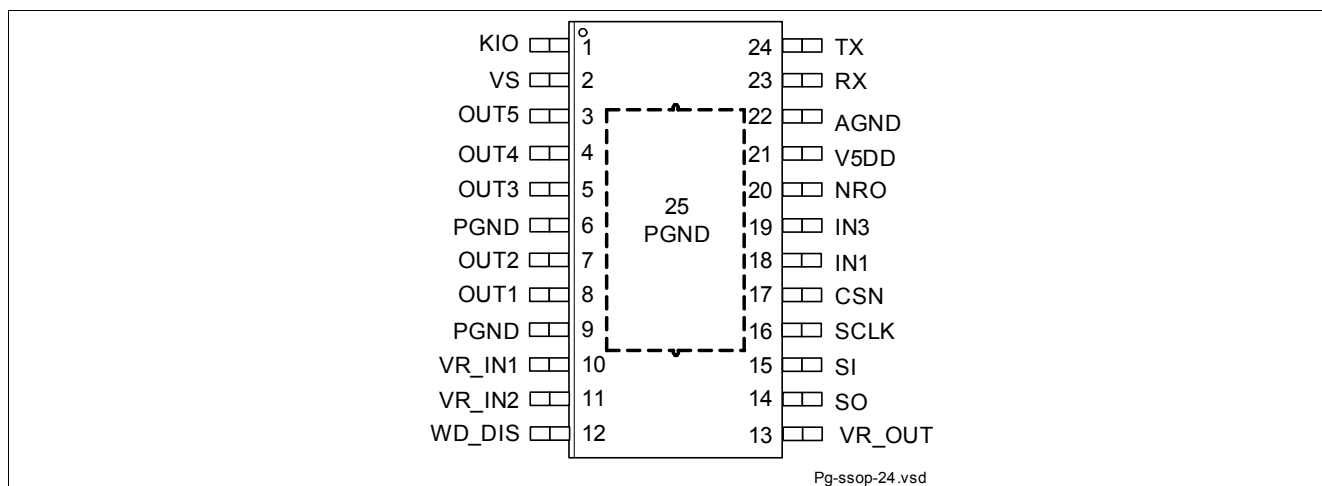 KIO 1 24 TX
VS 2 23 RX
OUT5 3 22 AGND
OUT4 4 21 V5DD
OUT3 5 20 NRO
PGND 6 25 19 IN3
PGND
OUT2 7 18 IN1
OUT1 8 17 CSN
PGND 9 16 SCLK
VR_IN1 10 15 SI
VR_IN2 11 14 SO
WD_DIS 12 13 VR_OUT
Pg-ssop-24.vsd